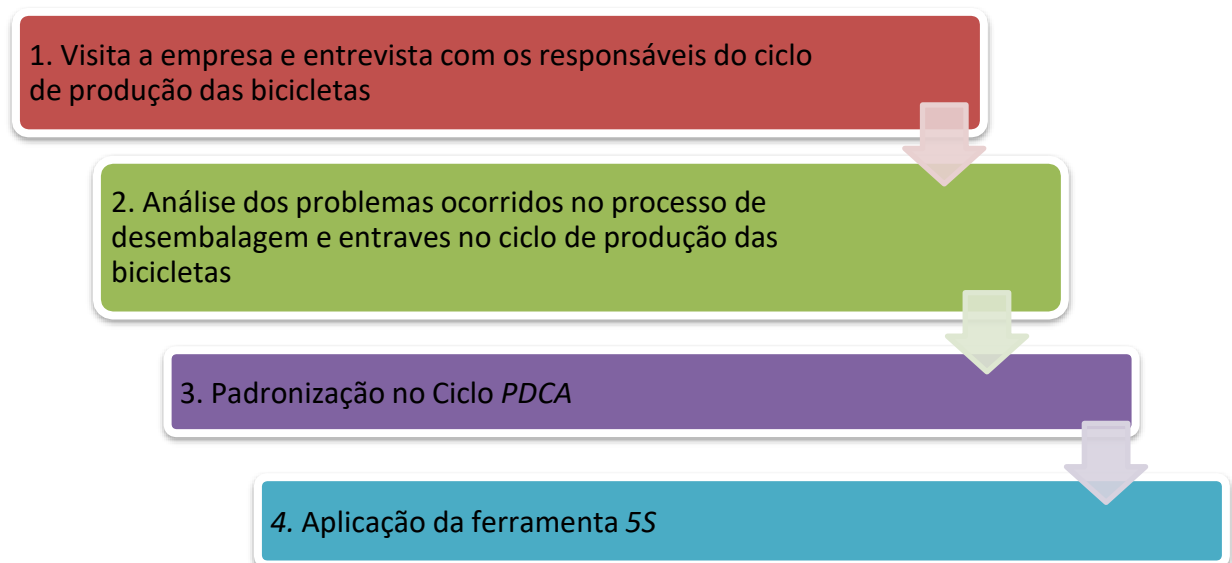 1. Visita a empresa e entrevista com os responsáveis do ciclo
de produção das bicicletas
2. Análise dos problemas ocorridos no processo de
desembalagem e entraves no ciclo de produção das
bicicletas
3. Padronização no Ciclo PDCA
4. Aplicação da ferramenta 5S